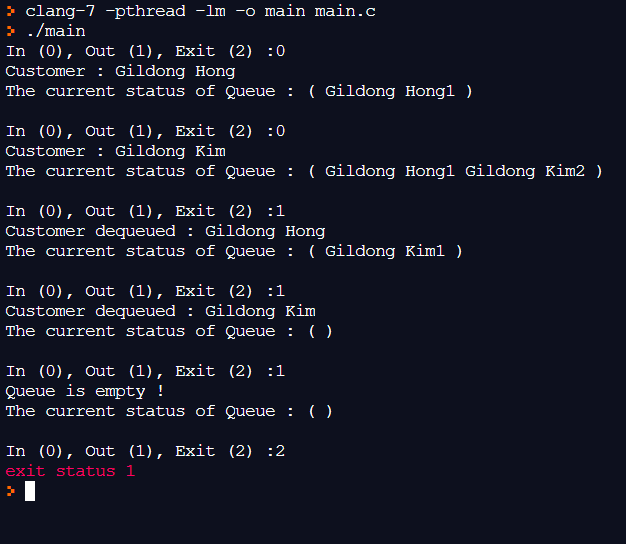 > clang-7 -pthread -lm -o main main.c
> ./main
In (0), Out (1), Exit (2) :0
Customer : Gildong Hong
The current status of Queue : ( Gildong Hong1 )
In (0), Out (1), Exit (2) :0
Customer : Gildong Kim
The current status of Queue : ( Gildong Hong1 Gildong Kim2 )
In (0), Out (1), Exit (2) :1
Customer dequeued : Gildong Hong
The current status of Queue : ( Gildong Kim1 )
In (0), Out (1), Exit (2) :1
Customer dequeued : Gildong Kim
The current status of Queue : ( )
In (0), Out (1), Exit (2) :1
Queue is empty !
The current status of Queue : ( )
In (0), Out (1), Exit (2) :2
exit status 1
>